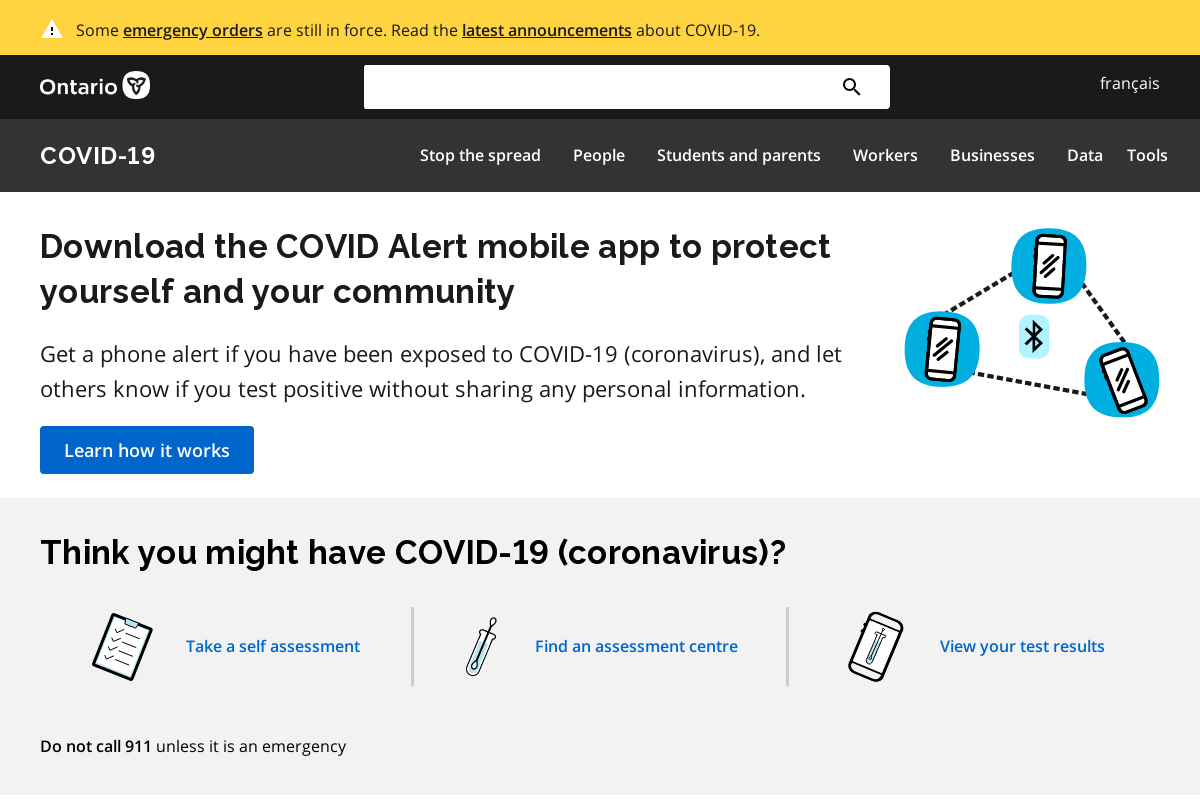 Some emergency orders are still in force. Read the latest announcements about COVID-19.
Ontario
français
COVID-19
Stop the spread
People
Students and parents
Workers
Businesses
Data
Tools
Download the COVID Alert mobile app to protect
yourself and your community
Get a phone alert if you have been exposed to COVID-19 (coronavirus), and let
others know if you test positive without sharing any personal information.
Learn how it works
Think you might have COVID-19 (coronavirus)?
Take a self assessment
Find an assessment centre
View your test results
Do not call 911 unless it is an emergency